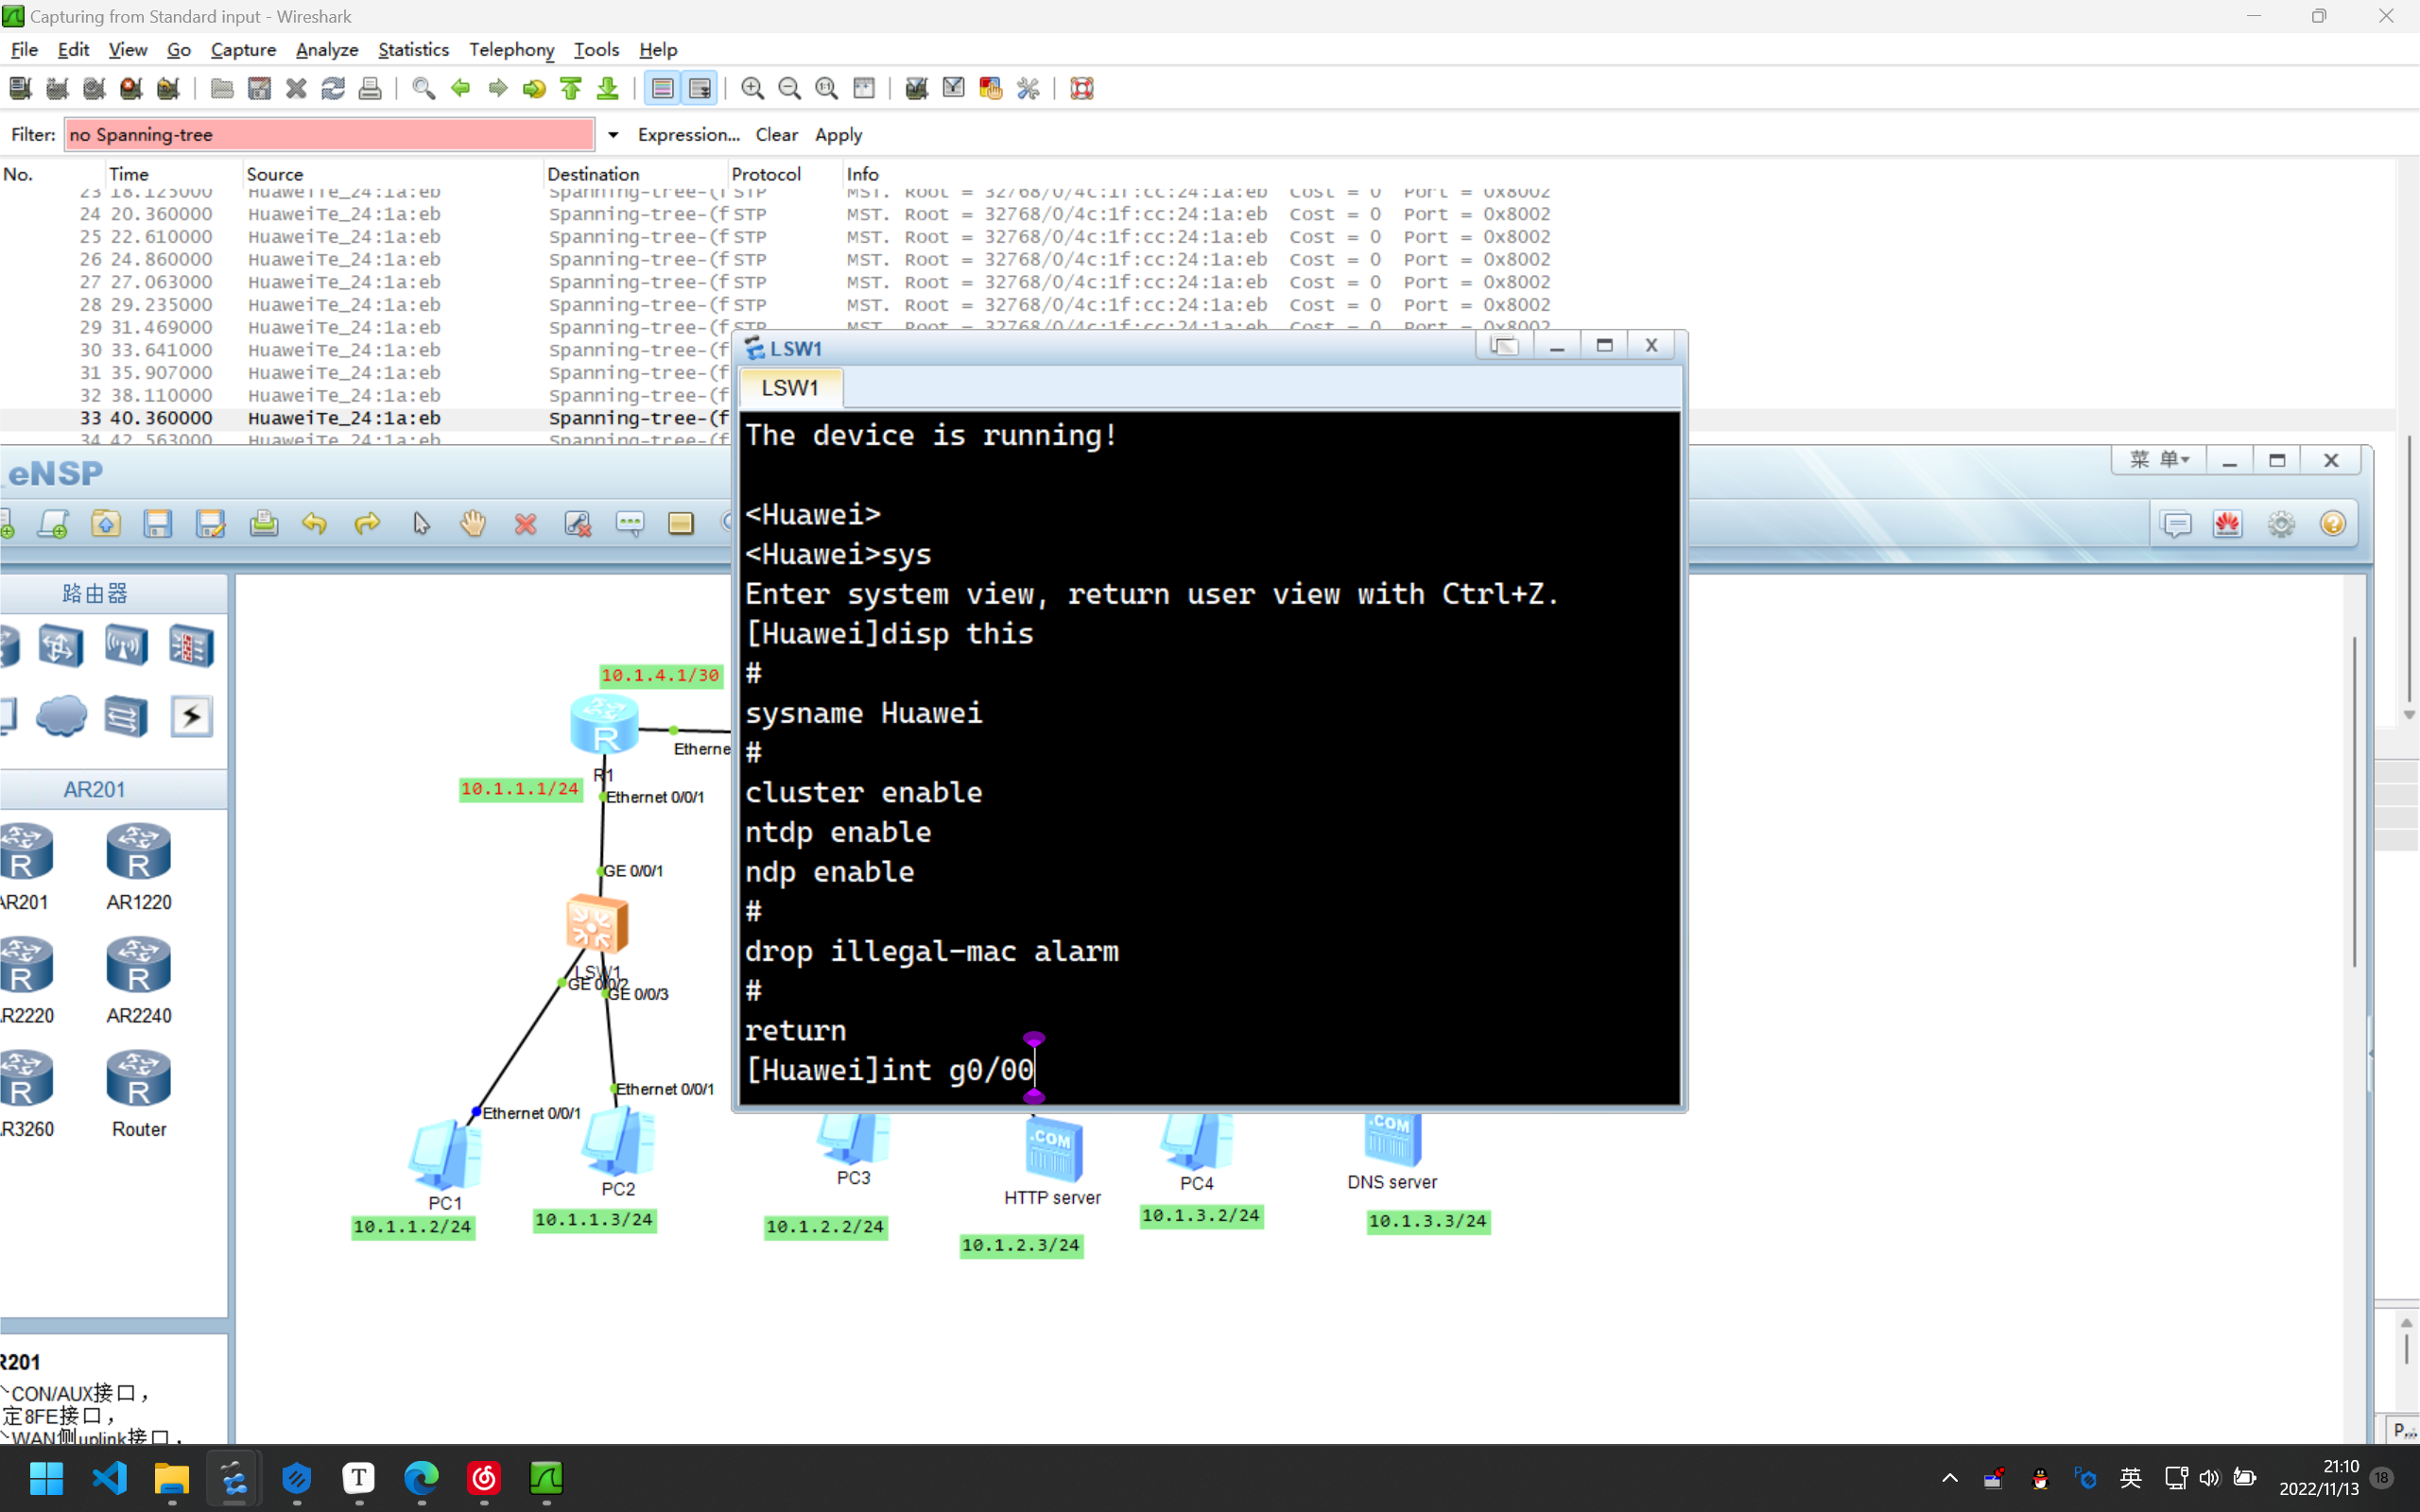 Capturing from Standard input - Wireshark
File Edit View Go Capture Analyze Statistics Telephony Tools Help
Filter: no Spanning-tree Expression... Clear Apply
No. Time Source Destination Protocol Info
23 18.125000 HuaweiTe_24:1a:eb Spanning-tree-(f STP MST. Root = 32768/0/4c:1f:cc:24:1a:eb Cost = 0 Port = 0x8002
24 20.360000 HuaweiTe_24:1a:eb Spanning-tree-(f STP MST. Root = 32768/0/4c:1f:cc:24:1a:eb Cost = 0 Port = 0x8002
25 22.610000 HuaweiTe_24:1a:eb Spanning-tree-(f STP MST. Root = 32768/0/4c:1f:cc:24:1a:eb Cost = 0 Port = 0x8002
26 24.860000 HuaweiTe_24:1a:eb Spanning-tree-(f STP MST. Root = 32768/0/4c:1f:cc:24:1a:eb Cost = 0 Port = 0x8002
27 27.063000 HuaweiTe_24:1a:eb Spanning-tree-(f STP MST. Root = 32768/0/4c:1f:cc:24:1a:eb Cost = 0 Port = 0x8002
28 29.235000 HuaweiTe_24:1a:eb Spanning-tree-(f STP MST. Root = 32768/0/4c:1f:cc:24:1a:eb Cost = 0 Port = 0x8002
29 31.469000 HuaweiTe_24:1a:eb Spanning-tree-(f STP MST. Root = 32768/0/4c:1f:cc:24:1a:eb Cost = 0 Port = 0x8002
30 33.641000 HuaweiTe_24:1a:eb Spanning-tree-(f
31 35.907000 HuaweiTe_24:1a:eb Spanning-tree-(f
32 38.110000 HuaweiTe_24:1a:eb Spanning-tree-(f
33 40.360000 HuaweiTe_24:1a:eb Spanning-tree-(f
34 42.563000 HuaweiTe_24:1a:eb Spanning-tree-(f
LSW1
LSW1
The device is running!
<Huawei>
<Huawei>sys
Enter system view, return user view with Ctrl+Z.
[Huawei]disp this
#
sysname Huawei
#
cluster enable
ntdp enable
ndp enable
#
drop illegal-mac alarm
#
return
[Huawei]int g0/00
eNSP
菜 单
路由器
AR201
AR201 AR1220
R2220 AR2240
R3260 Router
R201
CON/AUX接口，
定8FE接口，
WAN侧uplink接口，
10.1.4.1/30
R
R1
Etherne
10.1.1.1/24
Ethernet 0/0/1
GE 0/0/1
LSW1
GE 0/0/2
GE 0/0/3
Ethernet 0/0/1
Ethernet 0/0/1
PC1
10.1.1.2/24
PC2
10.1.1.3/24
PC3
10.1.2.2/24
.COM
HTTP server
10.1.2.3/24
PC4
10.1.3.2/24
.COM
DNS server
10.1.3.3/24
P...
英
21:10
2022/11/13
18